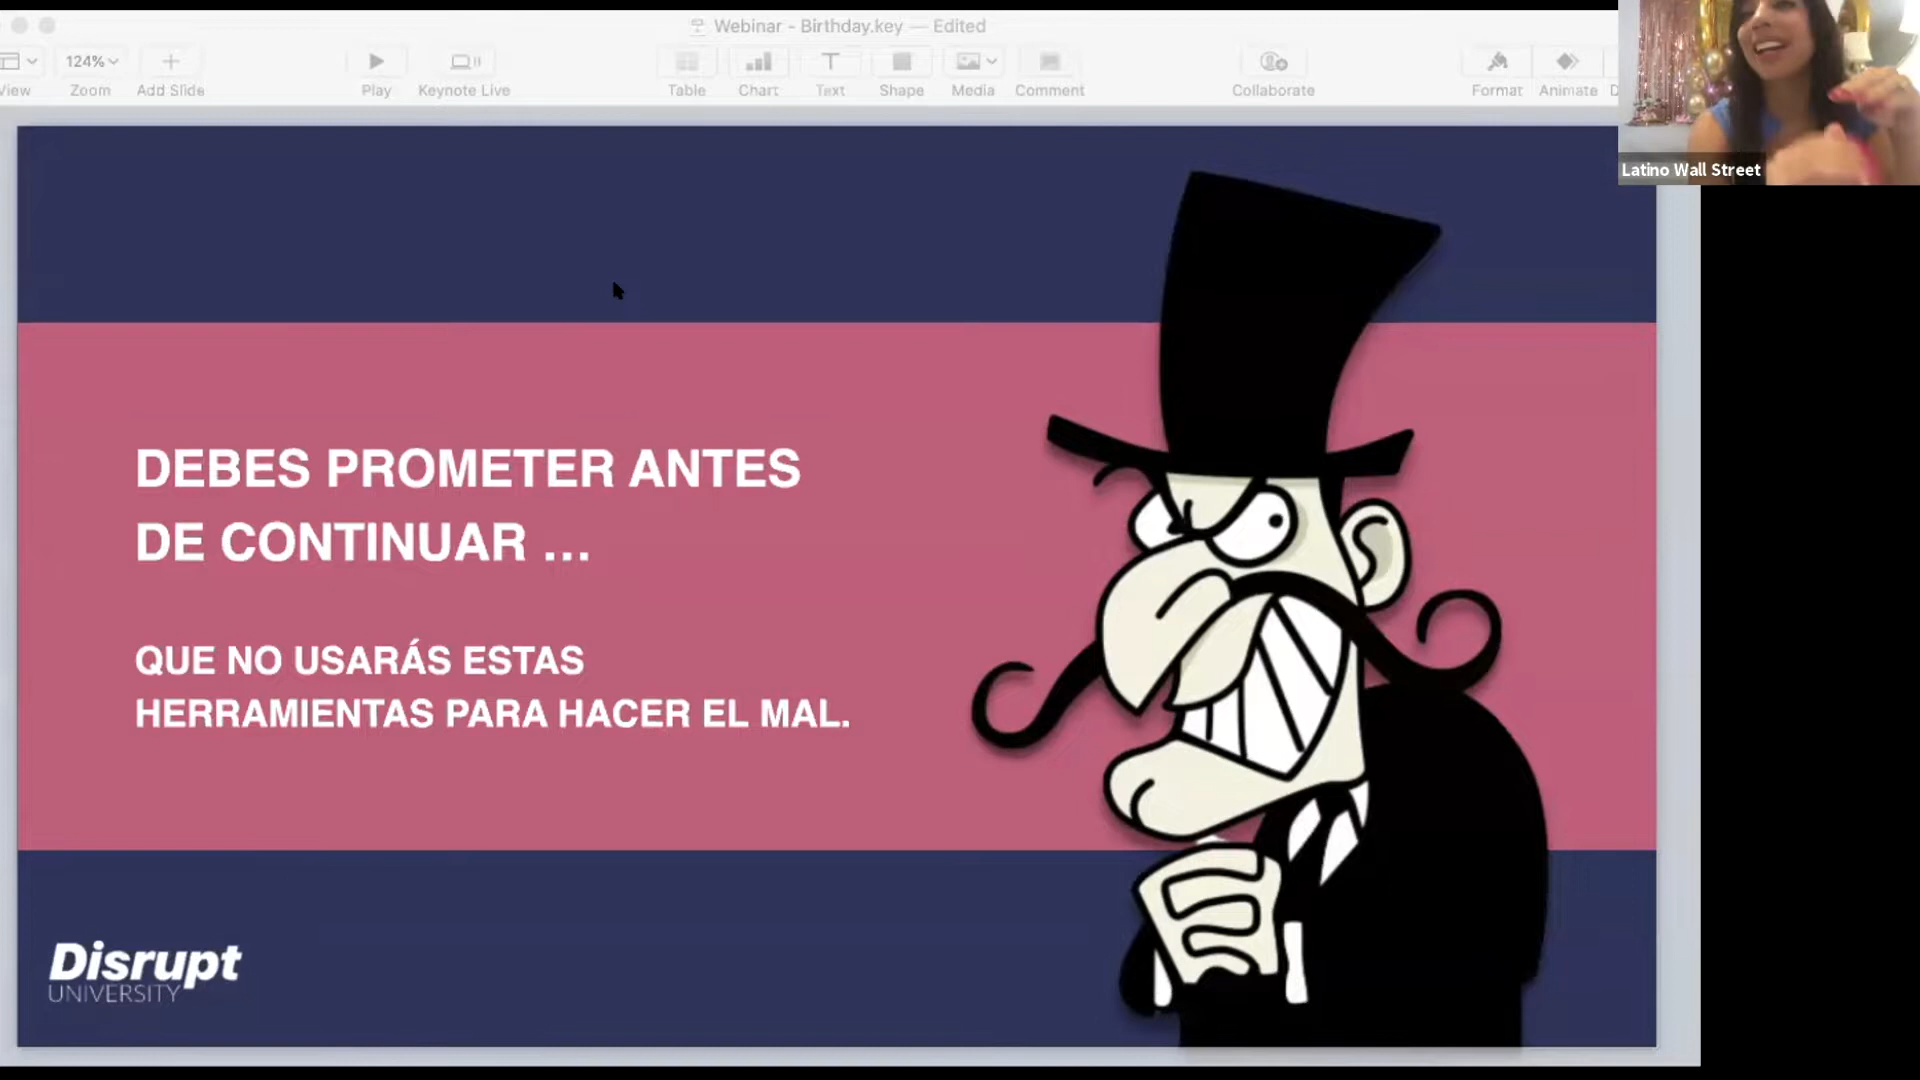 Webinar - Birthday.key — Edited
View
124%
Zoom
Add Slide
Play
Keynote Live
Table
Chart
Text
Shape
Media
Comment
Collaborate
Format
Animate
Latino Wall Street
DEBES PROMETER ANTES
DE CONTINUAR ...
QUE NO USARÁS ESTAS
HERRAMIENTAS PARA HACER EL MAL.
Disrupt
UNIVERSITY